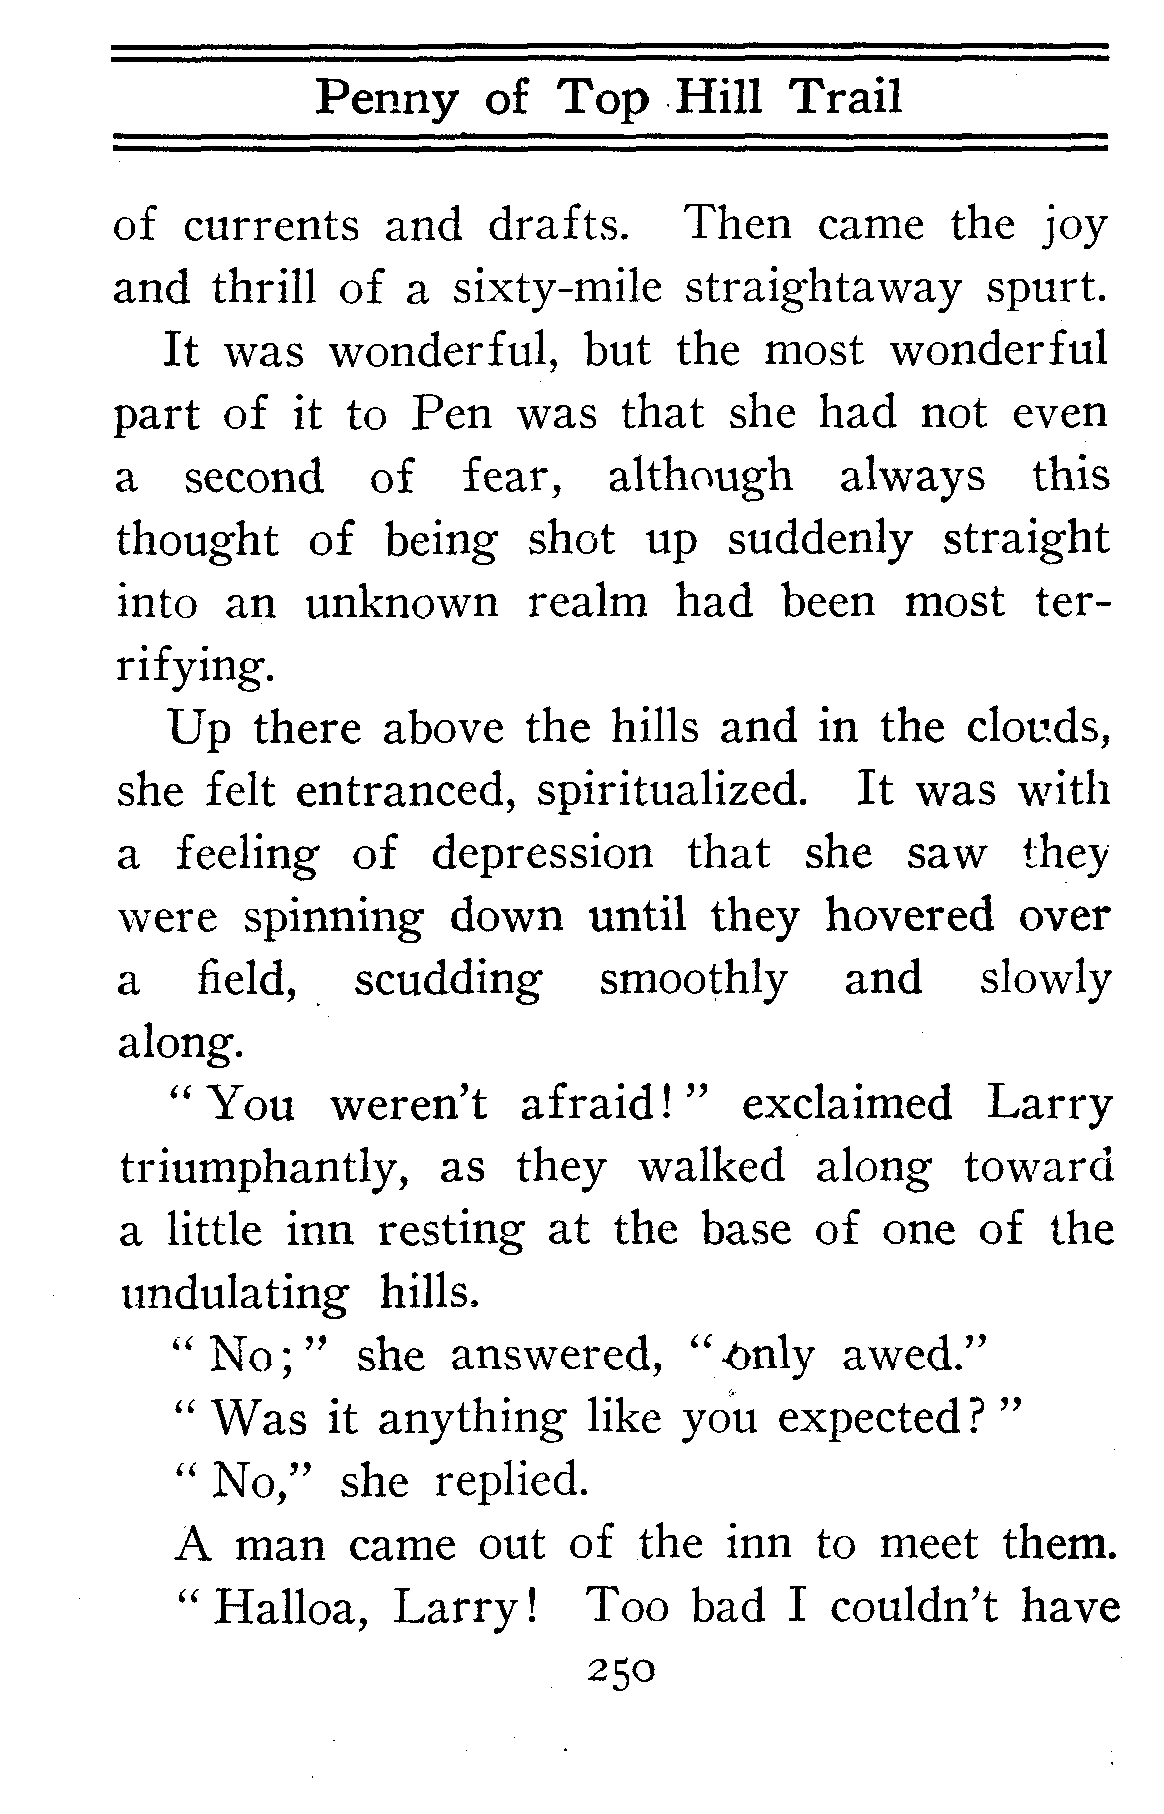 Penny of Top Hill Trail
of currents and drafts. Then came the joy
and thrill of a sixty-mile straightaway spurt.
It was wonderful, but the most wonderful
part of it to Pen was that she had not even
a second of fear, although always this
thought of being shot up suddenly straight
into an unknown realm had been most ter-
rifying.
Up there above the hills and in the clouds,
she felt entranced, spiritualized. It was with
a feeling of depression that she saw they
were spinning down until they hovered over
a field, scudding smoothly and slowly
along.
“ You weren't afraid! ” exclaimed Larry
triumphantly, as they walked along toward
a little inn resting at the base of one of the
undulating hills.
“ No; ” she answered, “ only awed.”
“ Was it anything like you expected? ”
“ No,” she replied.
A man came out of the inn to meet them.
“ Halloa, Larry! Too bad I couldn't have
250